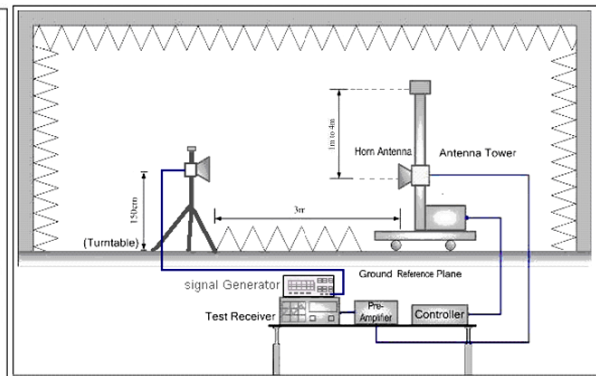 1m to 4m
Horn Antenna
Antenna Tower
150cm
3m
(Turntable)
Ground Reference Plane
signal Generator
Test Receiver
Pre-
Amplifier
Controller